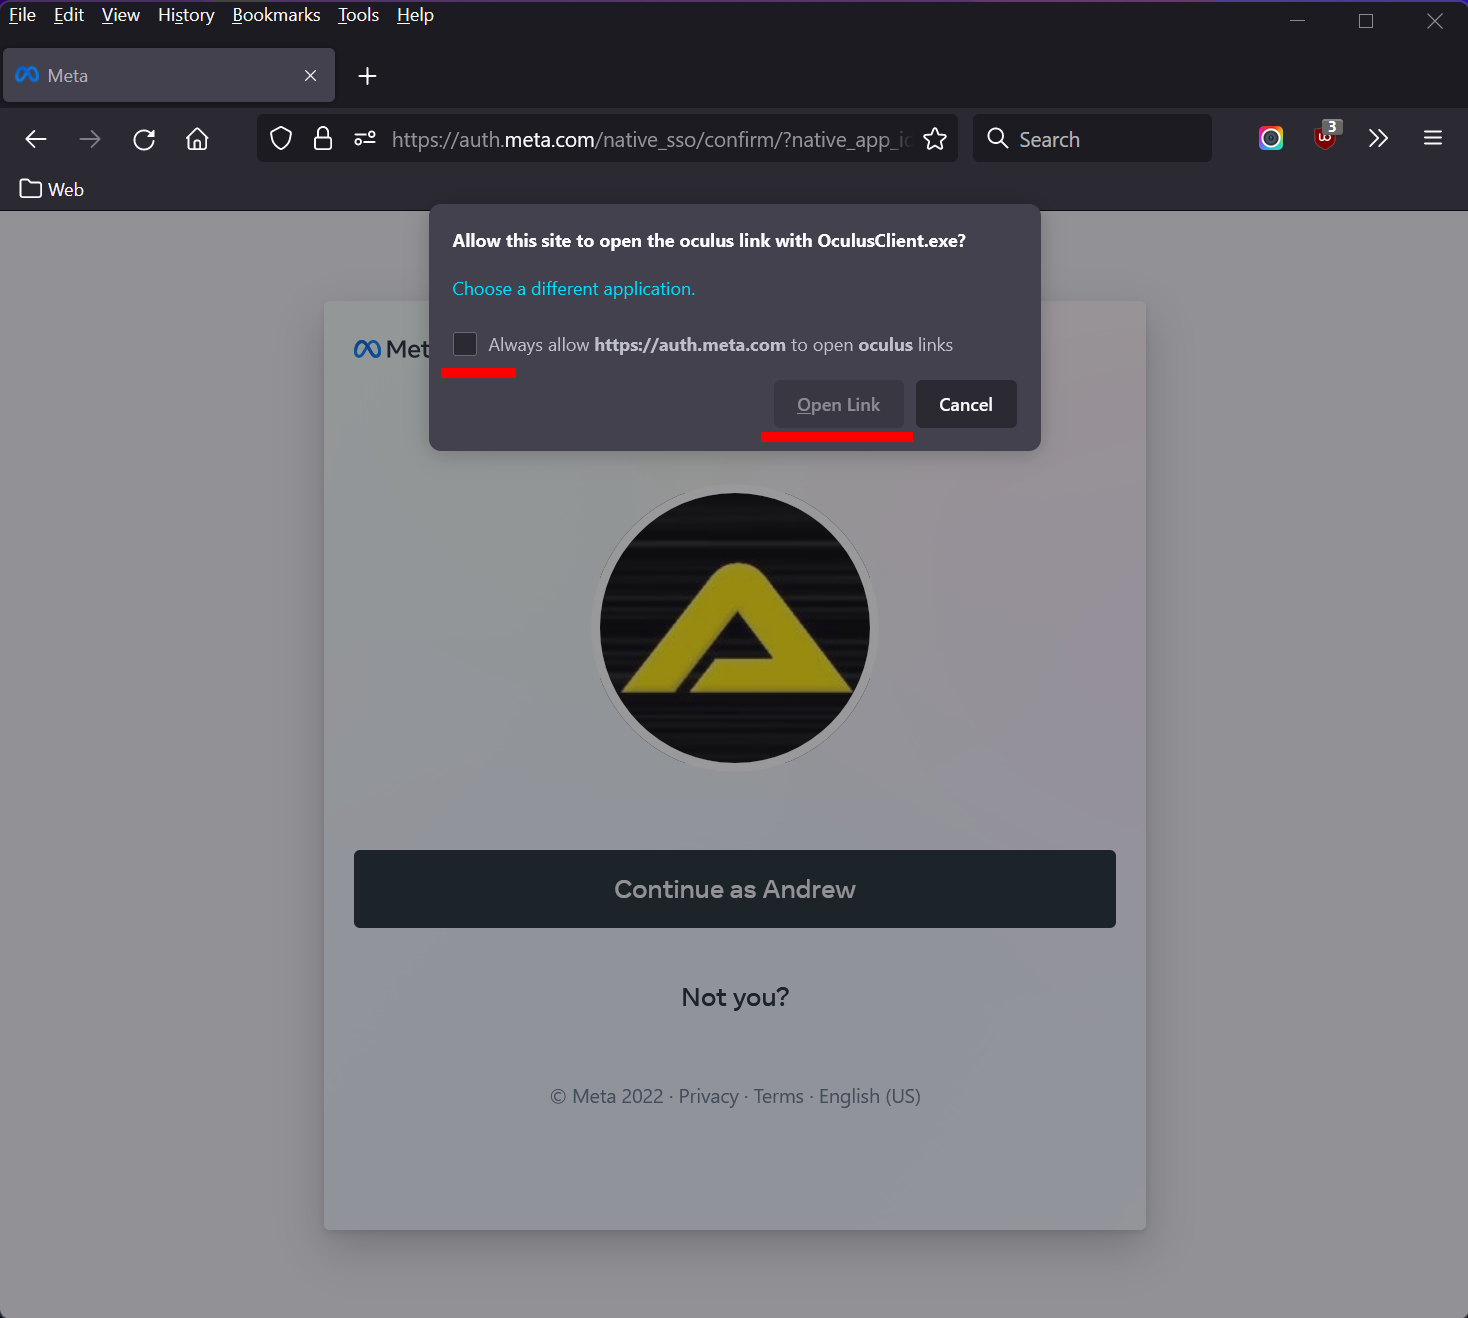 File Edit View History Bookmarks Tools Help
Meta
https://auth.meta.com/native_sso/confirm/?native_app_
Search
3
Web
Allow this site to open the oculus link with OculusClient.exe?
Choose a different application.
Always allow https://auth.meta.com to open oculus links
Open Link Cancel
Met
Continue as Andrew
Not you?
© Meta 2022 · Privacy · Terms · English (US)